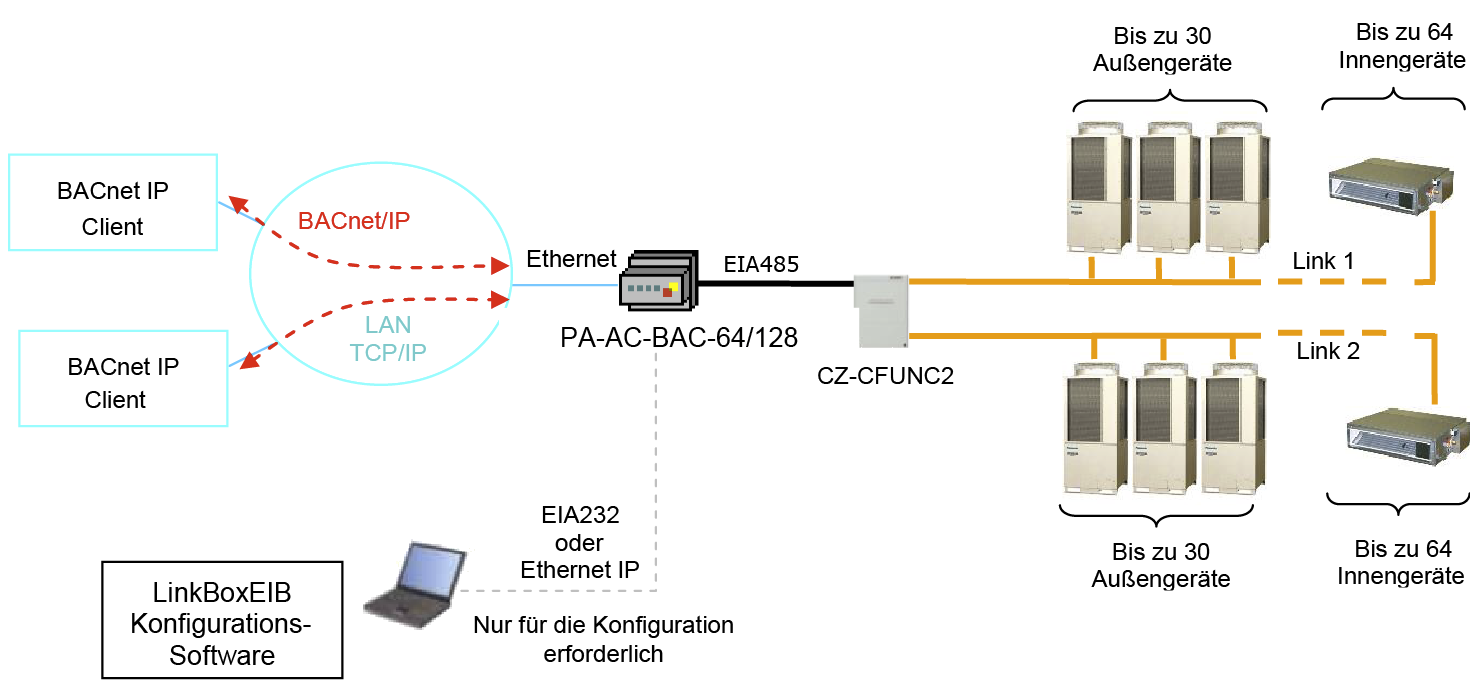 Bis zu 30
Außengeräte
Bis zu 64
Innengeräte
BACnet IP
Client
BACnet/IP
Ethernet
EIA485
Link 1
LAN
TCP/IP
PA-AC-BAC-64/128
CZ-CFUNC2
Link 2
BACnet IP
Client
EIA232
oder
Ethernet IP
Bis zu 30
Außengeräte
Bis zu 64
Innengeräte
LinkBoxEIB
Konfigurations-
Software
Nur für die Konfiguration
erforderlich